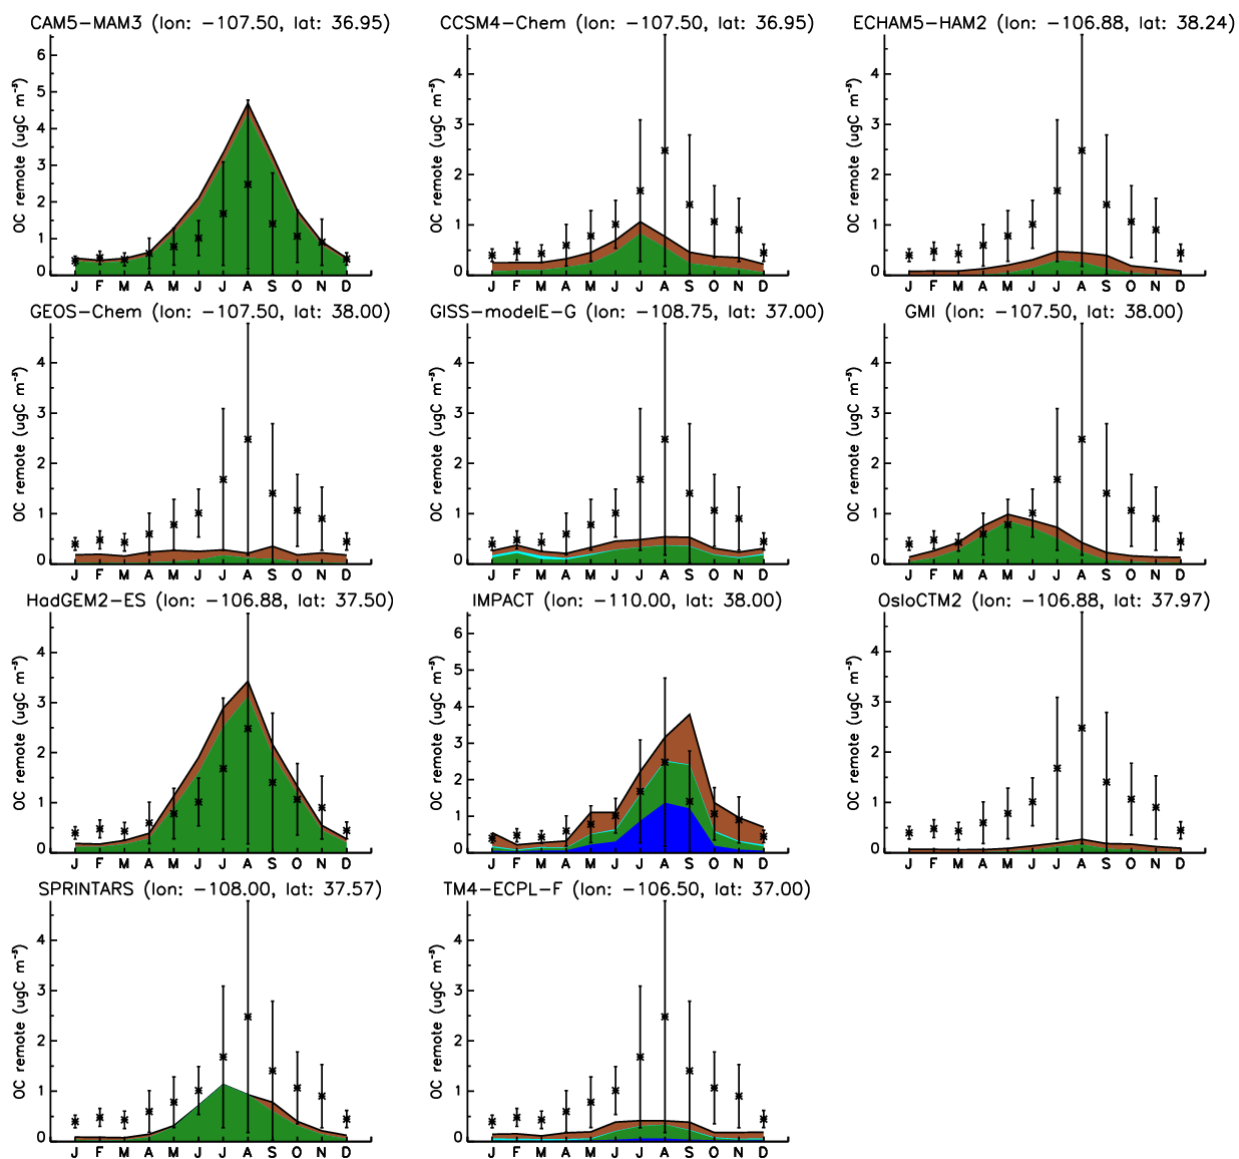 CAM5-MAM3 (lon: -107.50, lat: 36.95)
OC remote (ugC m⁻³)
6
5
4
3
2
1
0
J F M A M J J A S O N D
CCSM4-Chem (lon: -107.50, lat: 36.95)
OC remote (ugC m⁻³)
4
3
2
1
0
J F M A M J J A S O N D
ECHAM5-HAM2 (lon: -106.88, lat: 38.24)
OC remote (ugC m⁻³)
4
3
2
1
0
J F M A M J J A S O N D
GEOS-Chem (lon: -107.50, lat: 38.00)
OC remote (ugC m⁻³)
4
3
2
1
0
J F M A M J J A S O N D
GISS-modelE-G (lon: -108.75, lat: 37.00)
OC remote (ugC m⁻³)
4
3
2
1
0
J F M A M J J A S O N D
GMI (lon: -107.50, lat: 38.00)
OC remote (ugC m⁻³)
4
3
2
1
0
J F M A M J J A S O N D
HadGEM2-ES (lon: -106.88, lat: 37.50)
OC remote (ugC m⁻³)
4
3
2
1
0
J F M A M J J A S O N D
IMPACT (lon: -110.00, lat: 38.00)
OC remote (ugC m⁻³)
6
5
4
3
2
1
0
J F M A M J J A S O N D
OsloCTM2 (lon: -106.88, lat: 37.97)
OC remote (ugC m⁻³)
4
3
2
1
0
J F M A M J J A S O N D
SPRINTARS (lon: -108.00, lat: 37.57)
OC remote (ugC m⁻³)
4
3
2
1
0
J F M A M J J A S O N D
TM4-ECPL-F (lon: -106.50, lat: 37.00)
OC remote (ugC m⁻³)
4
3
2
1
0
J F M A M J J A S O N D